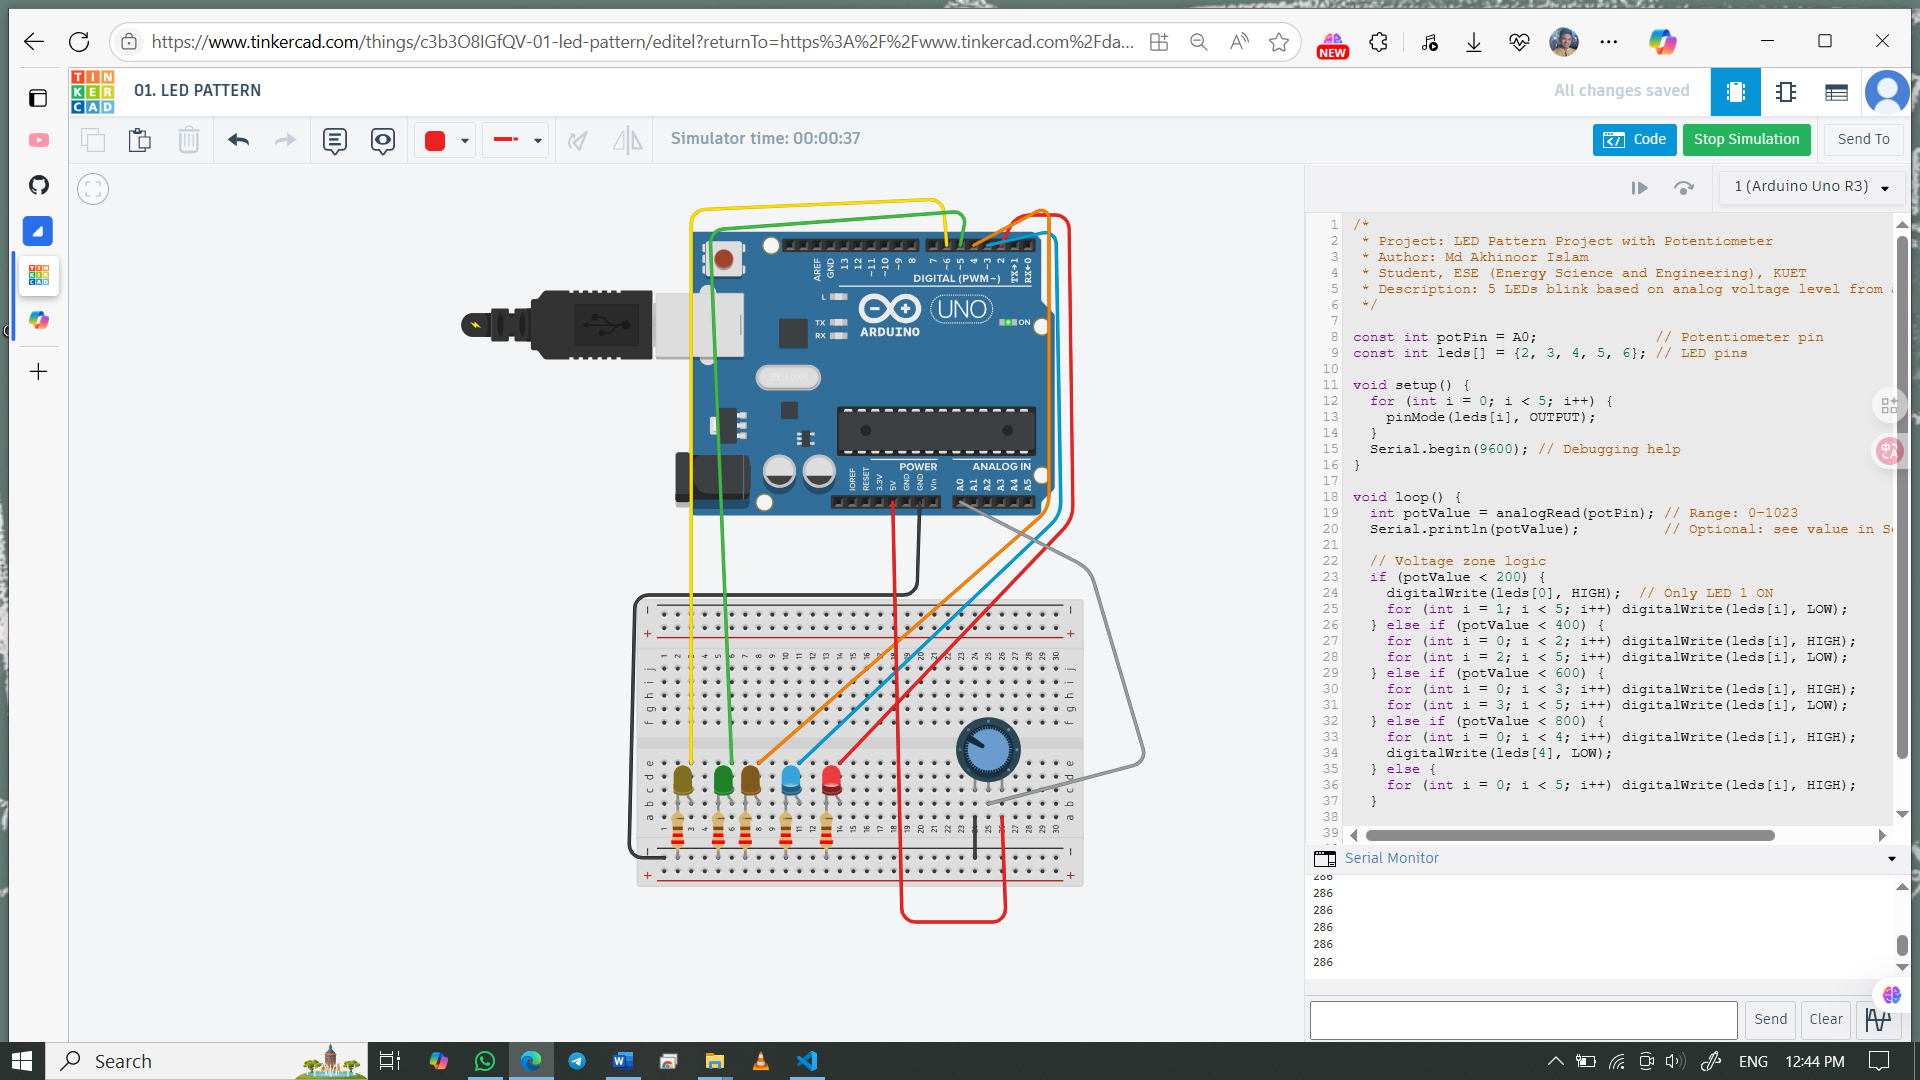 https://www.tinkercad.com/things/c3b3O8IGfQV-01-led-pattern/editel?returnTo=https%3A%2F%2Fwww.tinkercad.com%2Fda...
NEW
TINKERCAD
01. LED PATTERN
All changes saved
Simulator time: 00:00:37
Code
Stop Simulation
Send To
1 (Arduino Uno R3)
AREF
GND
13
12
~11
~10
~9
8
7
~6
~5
4
~3
2
TX→1
RX←0
DIGITAL (PWM~)
L
TX
RX
ARDUINO
UNO
ON
POWER
ANALOG IN
IOREF
RESET
3.3V
5V
GND
GND
Vin
A0
A1
A2
A3
A4
A5
1 /*
2 * Project: LED Pattern Project with Potentiometer
3 * Author: Md Akhinoor Islam
4 * Student, ESE (Energy Science and Engineering), KUET
5 * Description: 5 LEDs blink based on analog voltage level from
6 */
7
8 const int potPin = A0; // Potentiometer pin
9 const int leds[] = {2, 3, 4, 5, 6}; // LED pins
10
11 void setup() {
12 for (int i = 0; i < 5; i++) {
13 pinMode(leds[i], OUTPUT);
14 }
15 Serial.begin(9600); // Debugging help
16 }
17
18 void loop() {
19 int potValue = analogRead(potPin); // Range: 0-1023
20 Serial.println(potValue); // Optional: see value in S
21
22 // Voltage zone logic
23 if (potValue < 200) {
24 digitalWrite(leds[0], HIGH); // Only LED 1 ON
25 for (int i = 1; i < 5; i++) digitalWrite(leds[i], LOW);
26 } else if (potValue < 400) {
27 for (int i = 0; i < 2; i++) digitalWrite(leds[i], HIGH);
28 for (int i = 2; i < 5; i++) digitalWrite(leds[i], LOW);
29 } else if (potValue < 600) {
30 for (int i = 0; i < 3; i++) digitalWrite(leds[i], HIGH);
31 for (int i = 3; i < 5; i++) digitalWrite(leds[i], LOW);
32 } else if (potValue < 800) {
33 for (int i = 0; i < 4; i++) digitalWrite(leds[i], HIGH);
34 digitalWrite(leds[4], LOW);
35 } else {
36 for (int i = 0; i < 5; i++) digitalWrite(leds[i], HIGH);
37 }
38
39
Serial Monitor
286
286
286
286
286
286
Send
Clear
Search
ENG
12:44 PM